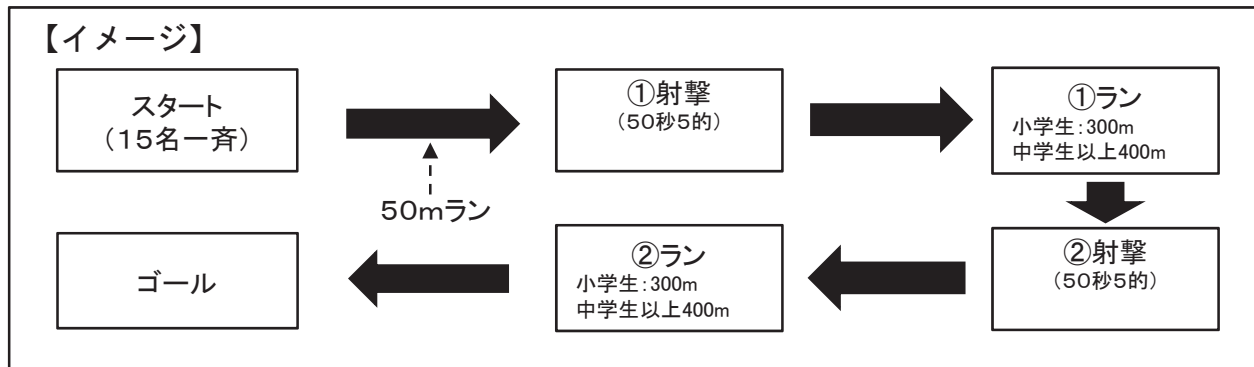 【イメージ】
スタート
(15名一斉)
50mラン
①射撃
(50秒5的)
①ラン
小学生:300m
中学生以上400m
②射撃
(50秒5的)
②ラン
小学生:300m
中学生以上400m
ゴール